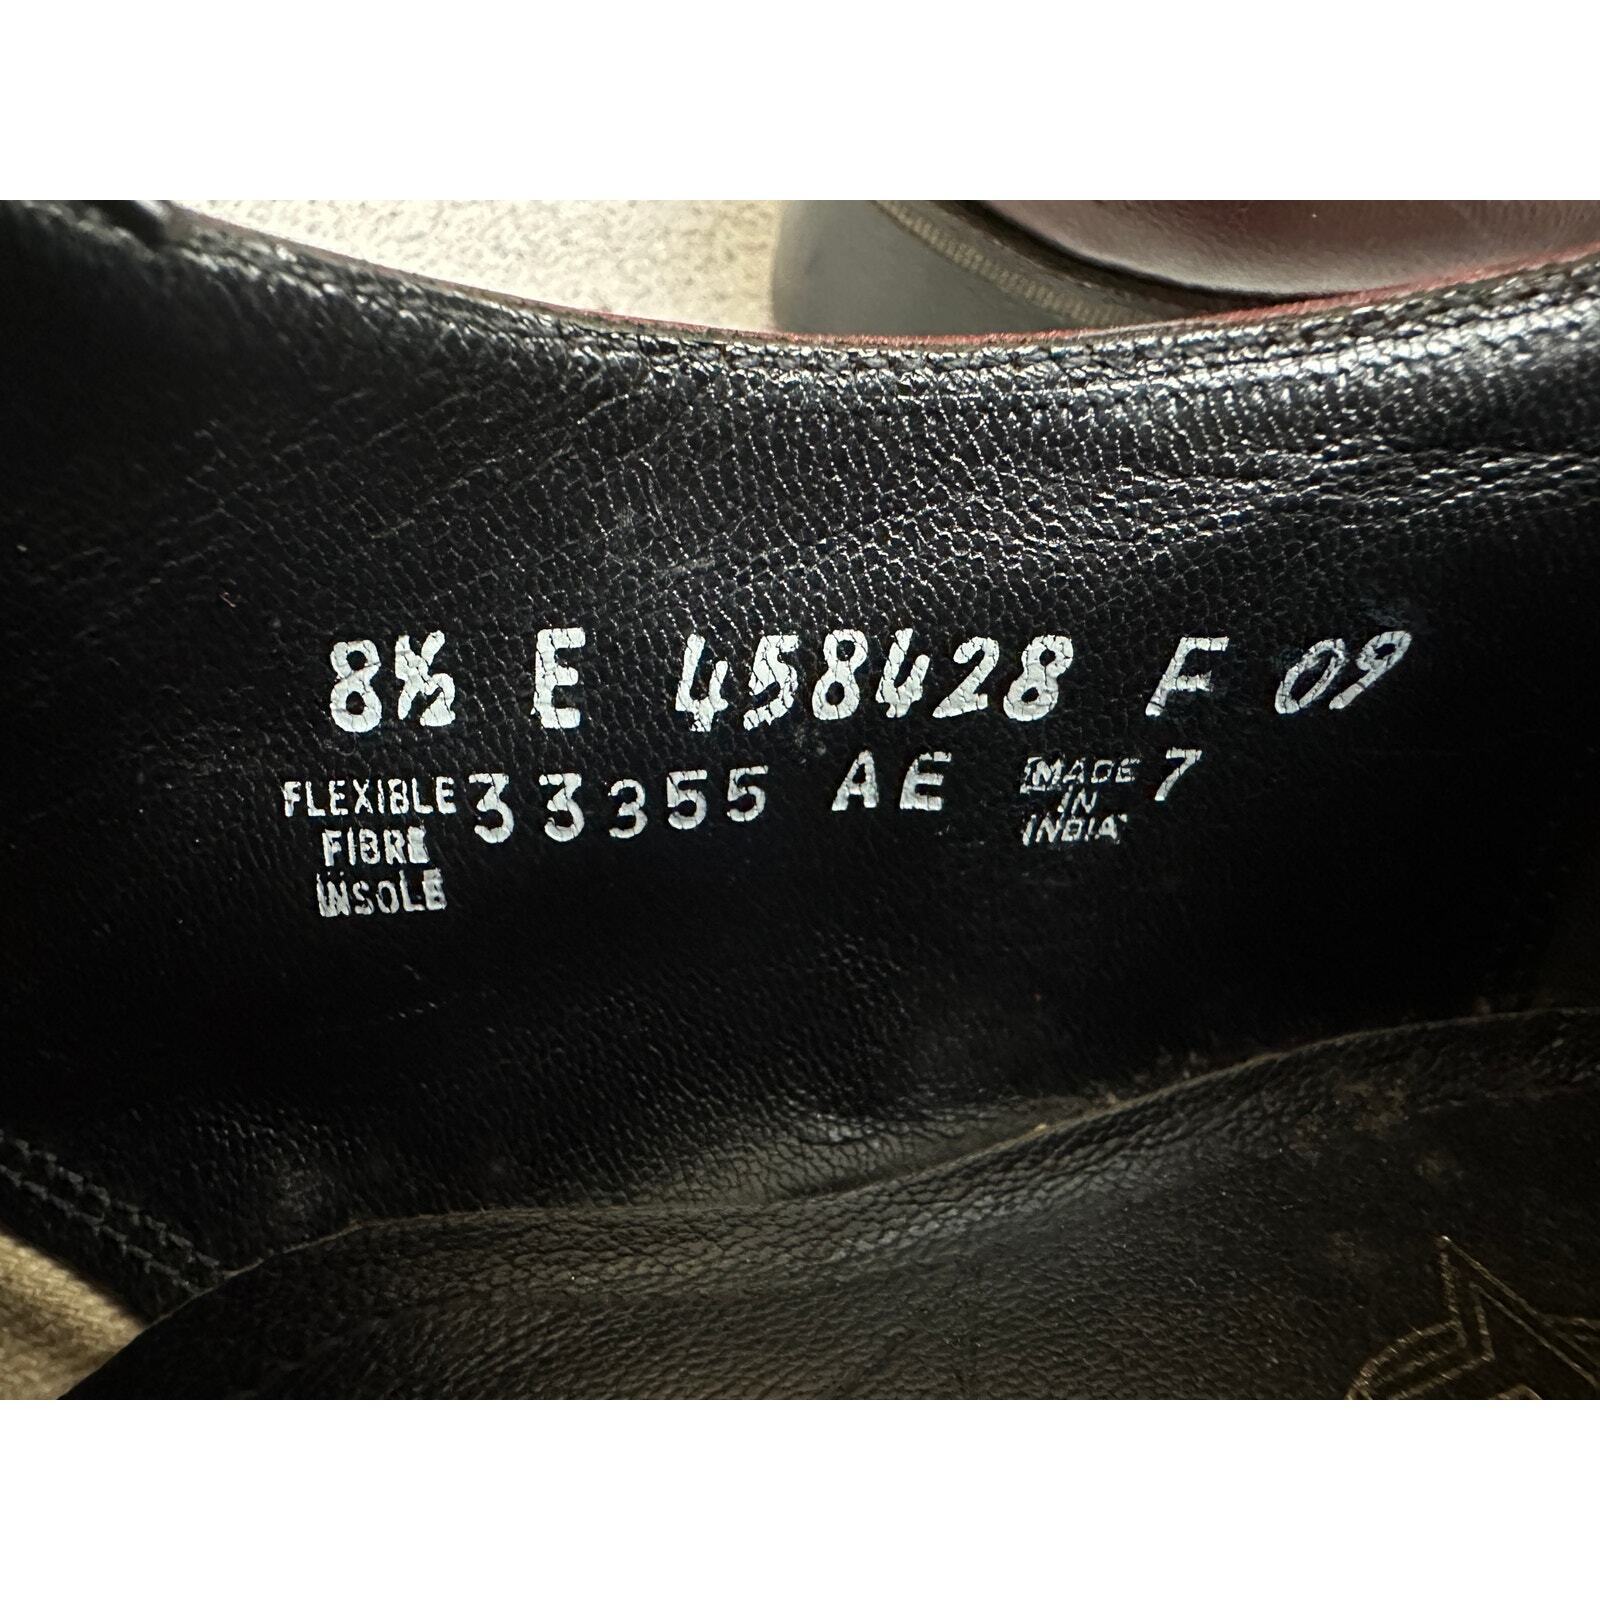 8½ E 458428 F 09
FLEXIBLE 33355 AE MADE 7
FIBRE IN
INSOLE INDIA